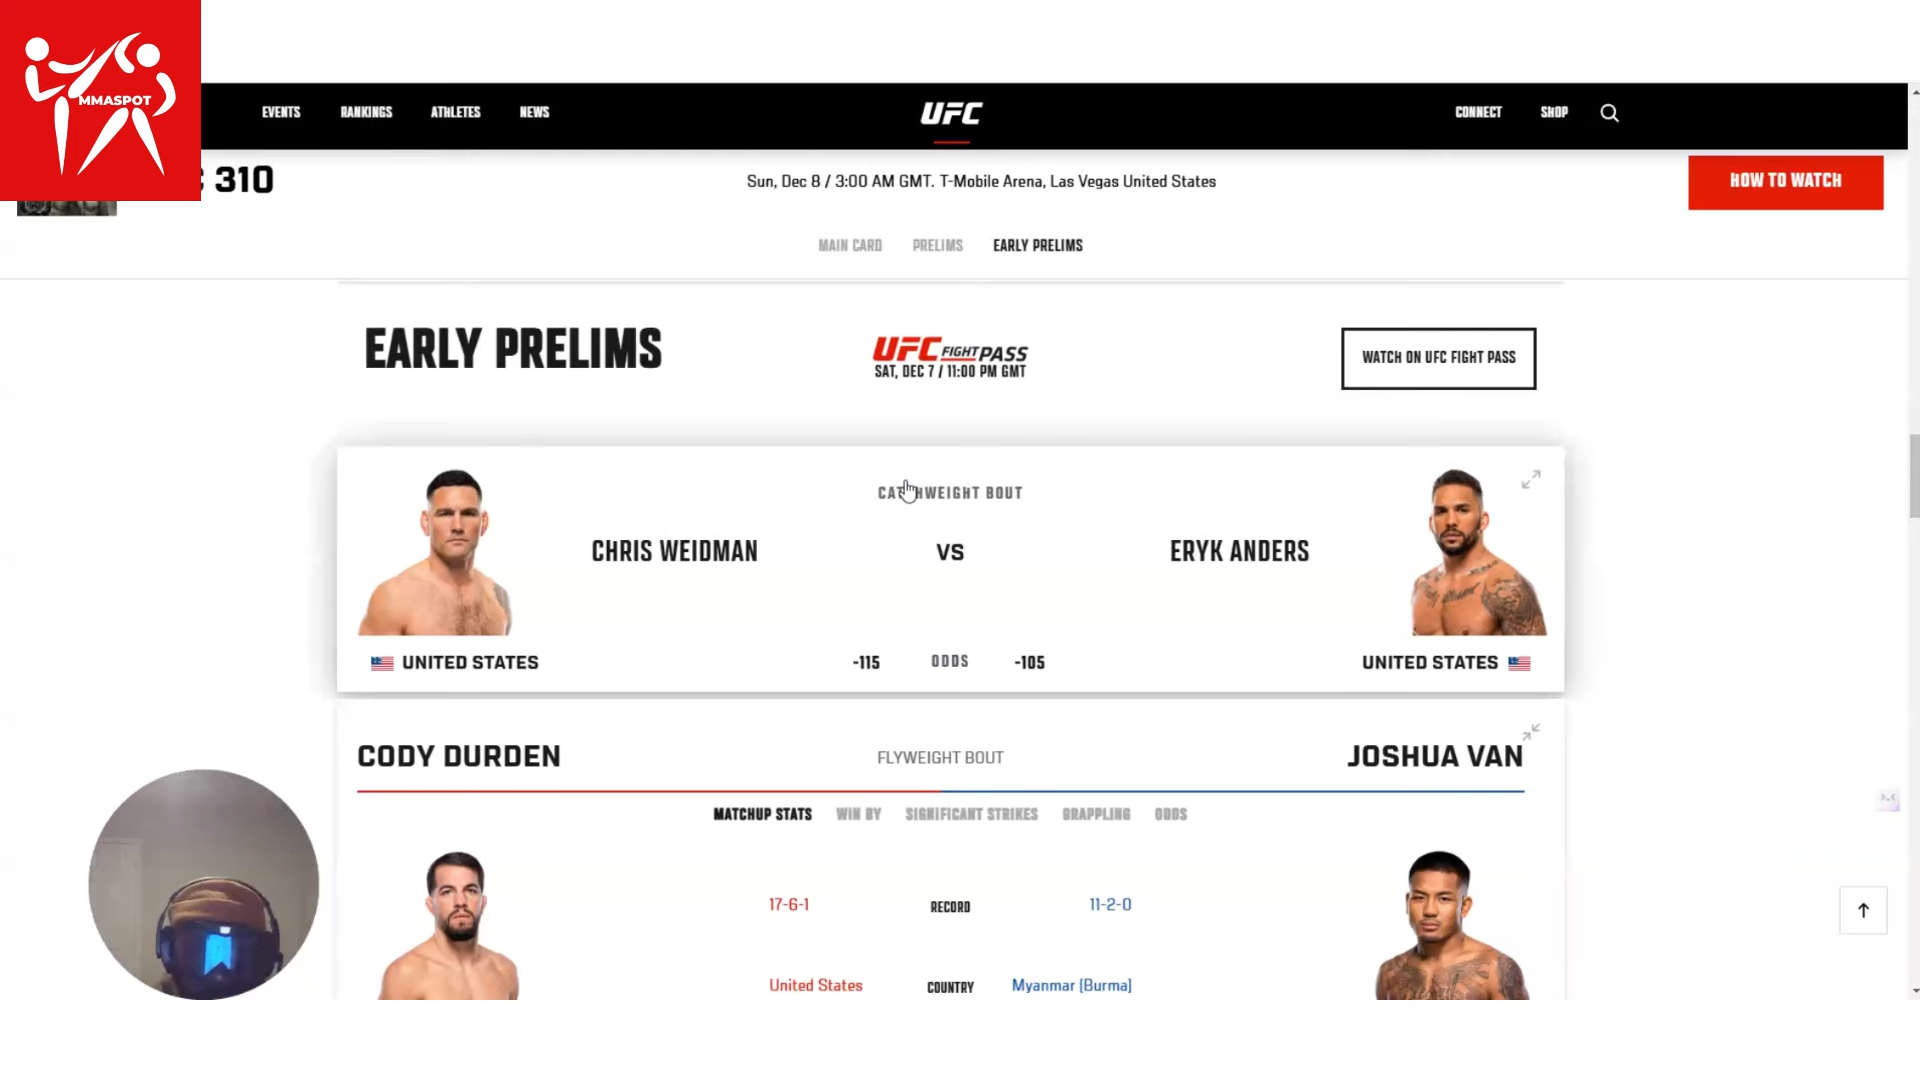 MMASPOT
EVENTS RANKINGS ATHLETES NEWS UFC CONNECT SHOP
310 Sun, Dec 8 / 3:00 AM GMT. T-Mobile Arena, Las Vegas United States HOW TO WATCH
MAIN CARD PRELIMS EARLY PRELIMS
EARLY PRELIMS
UFC FIGHT PASS
SAT, DEC 7 / 11:00 PM GMT
WATCH ON UFC FIGHT PASS
CATCHWEIGHT BOUT
CHRIS WEIDMAN VS ERYK ANDERS
UNITED STATES -115 ODDS -105 UNITED STATES
CODY DURDEN FLYWEIGHT BOUT JOSHUA VAN
MATCHUP STATS WIN BY SIGNIFICANT STRIKES GRAPPLING ODDS
17-6-1 RECORD 11-2-0
United States COUNTRY Myanmar (Burma)